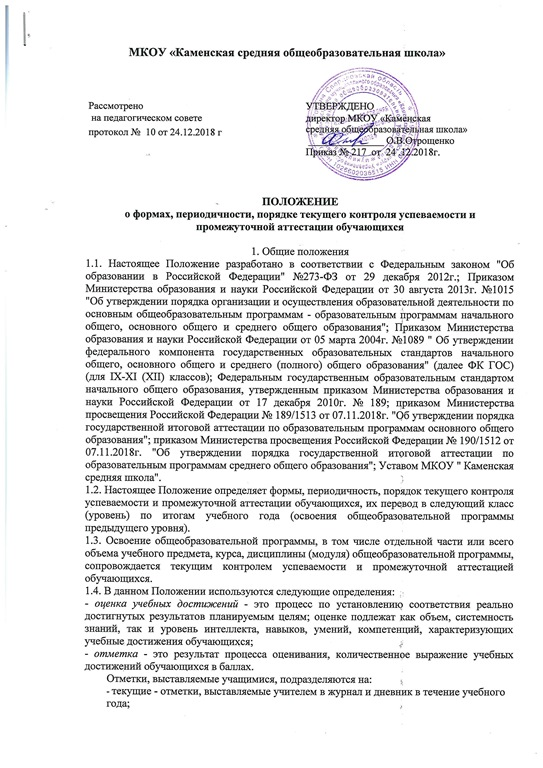 МКОУ «Каменская средняя общеобразовательная школа»
Рассмотрено
на педагогическом совете
протокол № 10 от 24.12.2018 г
УТВЕРЖДЕНО
директор МКОУ «Каменская
средняя общеобразовательная школа»
О.В.Отрощенко
Приказ № 217 от 24 .12.2018г.
ПОЛОЖЕНИЕ
о формах, периодичности, порядке текущего контроля успеваемости и
промежуточной аттестации обучающихся
1. Общие положения
1.1. Настоящее Положение разработано в соответствии с Федеральным законом "Об
образовании в Российской Федерации" №273-ФЗ от 29 декабря 2012г.; Приказом
Министерства образования и науки Российской Федерации от 30 августа 2013г. №1015
"Об утверждении порядка организации и осуществления образовательной деятельности по
основным общеобразовательным программам - образовательным программам начального
общего, основного общего и среднего общего образования"; Приказом Министерства
образования и науки Российской Федерации от 05 марта 2004г. №1089 " Об утверждении
федерального компонента государственных образовательных стандартов начального
общего, основного общего и среднего (полного) общего образования" (далее ФК ГОС)
(для IX-XI (XII) классов); Федеральным государственным образовательным стандартом
начального общего образования, утвержденным приказом Министерства образования и
науки Российской Федерации от 17 декабря 2010г. № 189; приказом Министерства
просвещения Российской Федерации № 189/1513 от 07.11.2018г. "Об утверждении порядка
государственной итоговой аттестации по образовательным программам основного общего
образования"; приказом Министерства просвещения Российской Федерации № 190/1512 от
07.11.2018г. "Об утверждении порядка государственной итоговой аттестации по
образовательным программам среднего общего образования"; Уставом МКОУ " Каменская
средняя школа".
1.2. Настоящее Положение определяет формы, периодичность, порядок текущего контроля
успеваемости и промежуточной аттестации обучающихся, их перевод в следующий класс
(уровень) по итогам учебного года (освоения общеобразовательной программы
предыдущего уровня).
1.3. Освоение общеобразовательной программы, в том числе отдельной части или всего
объема учебного предмета, курса, дисциплины (модуля) общеобразовательной программы,
сопровождается текущим контролем успеваемости и промежуточной аттестацией
обучающихся.
1.4. В данном Положении используются следующие определения:
- оценка учебных достижений - это процесс по установлению соответствия реально
достигнутых результатов планируемым целям; оценке подлежат как объем, системность
знаний, так и уровень интеллекта, навыков, умений, компетенций, характеризующих
учебные достижения обучающихся;
- отметка - это результат процесса оценивания, количественное выражение учебных
достижений обучающихся в баллах.
Отметки, выставляемые учащимися, подразделяются на:
- текущие - отметки, выставляемые учителем в журнал и дневник в течение учебного
года;